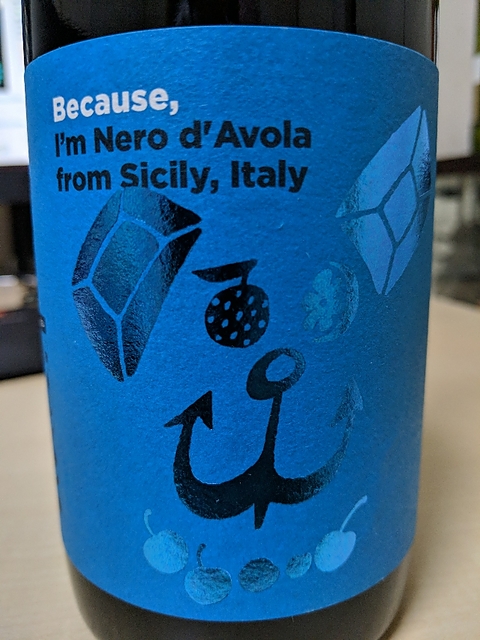 Because,
I'm Nero d'Avola
from Sicily, Italy